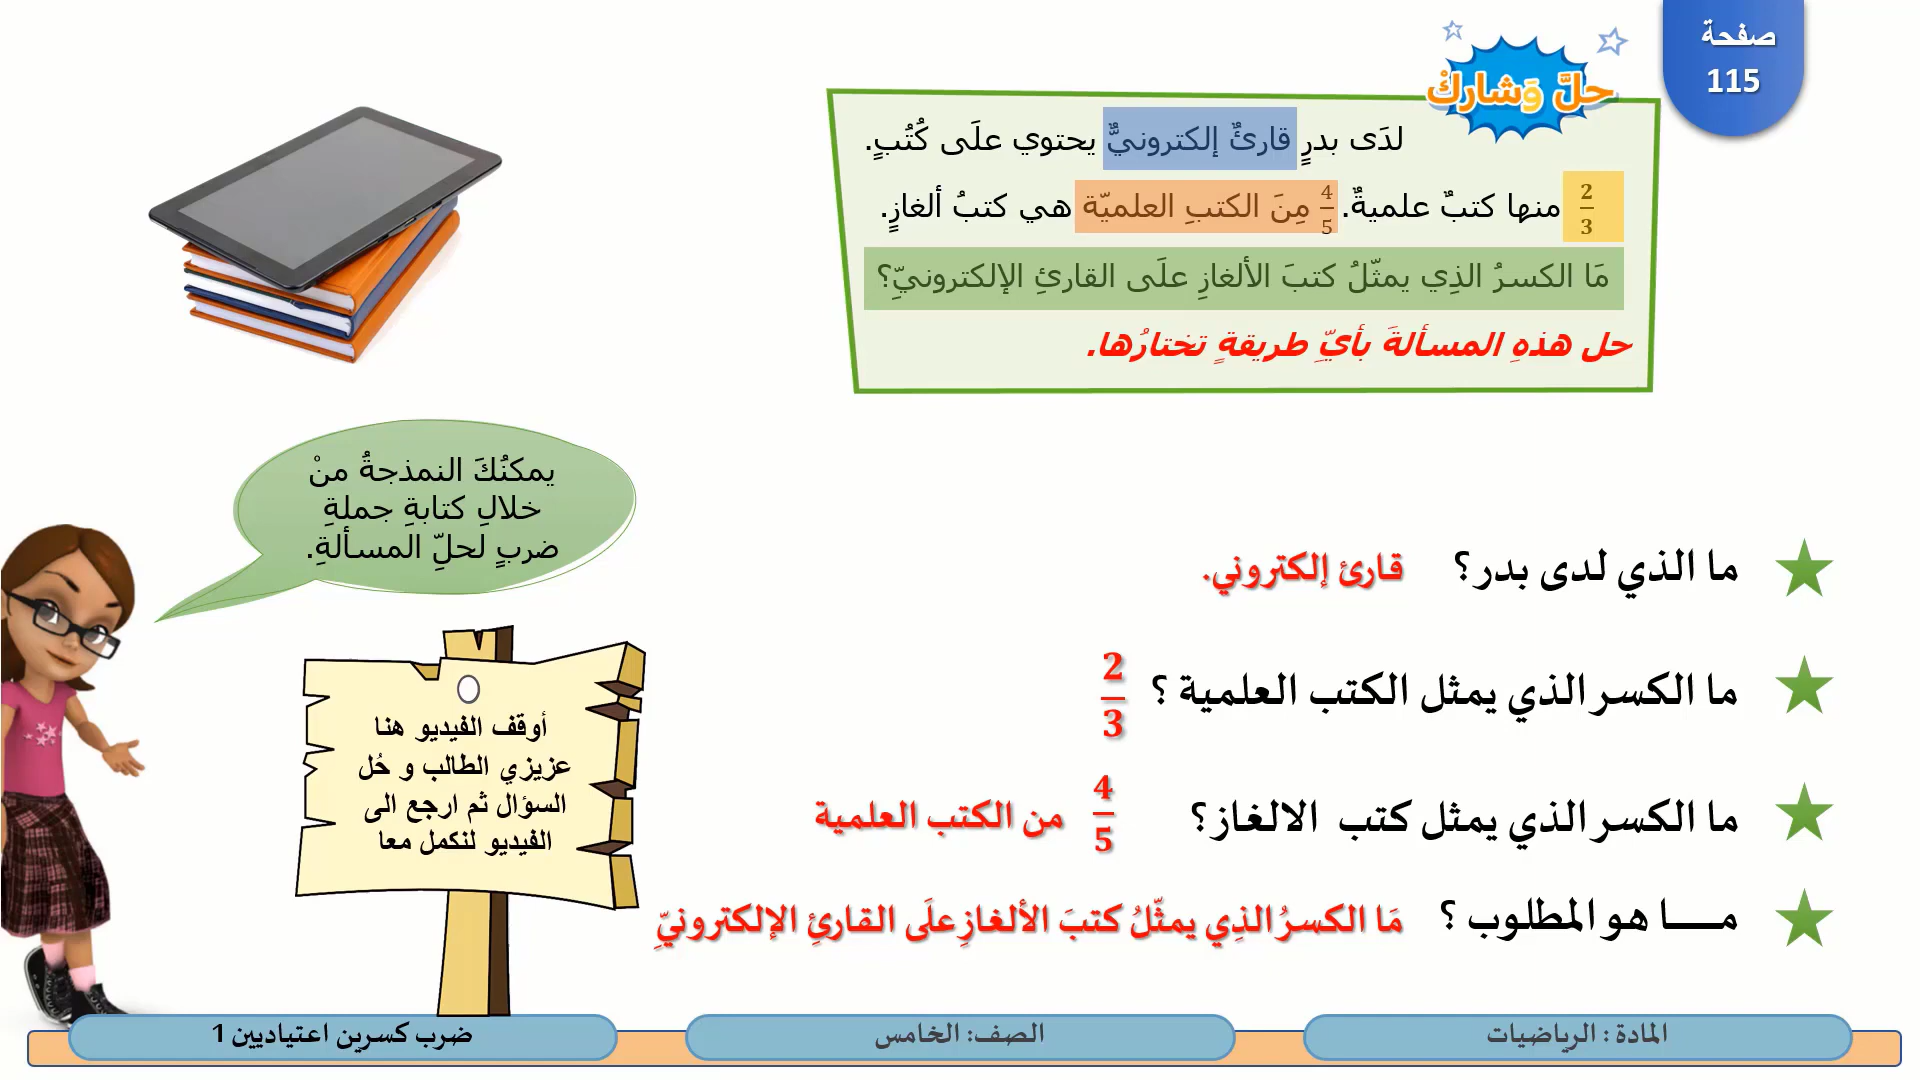 صفحة
115
حلَّ وَشاركْ
لدَى بدرٍ قارئٌ إلكترونيٌّ يحتوي علَى كُتُبٍ.
2/3 منها كتبٌ علميةٌ. 4/5 مِنَ الكتبِ العلميّة هي كتبُ ألغازٍ.
مَا الكسرُ الذِي يمثّلُ كتبَ الألغازِ علَى القارئِ الإلكترونيِّ؟
حل هذهِ المسألةَ بأيِّ طريقةٍ تختارُها.
يمكنُكَ النمذجةُ منْ
خلالِ كتابةِ جملةِ
ضربٍ لحلِّ المسألةِ.
ما الذي لدى بدر؟ قارئ إلكتروني.
ما الكسر الذي يمثل الكتب العلمية ؟ 2/3
ما الكسر الذي يمثل كتب الالغاز؟ 4/5 من الكتب العلمية
مـــا هو المطلوب ؟ مَا الكسرُ الذِي يمثّلُ كتبَ الألغازِ علَى القارئِ الإلكترونيِّ
أوقف الفيديو هنا
عزيزي الطالب و حُل
السؤال ثم ارجع الى
الفيديو لنكمل معا
المادة : الرياضيات
الصف: الخامس
ضرب كسرين اعتياديين 1